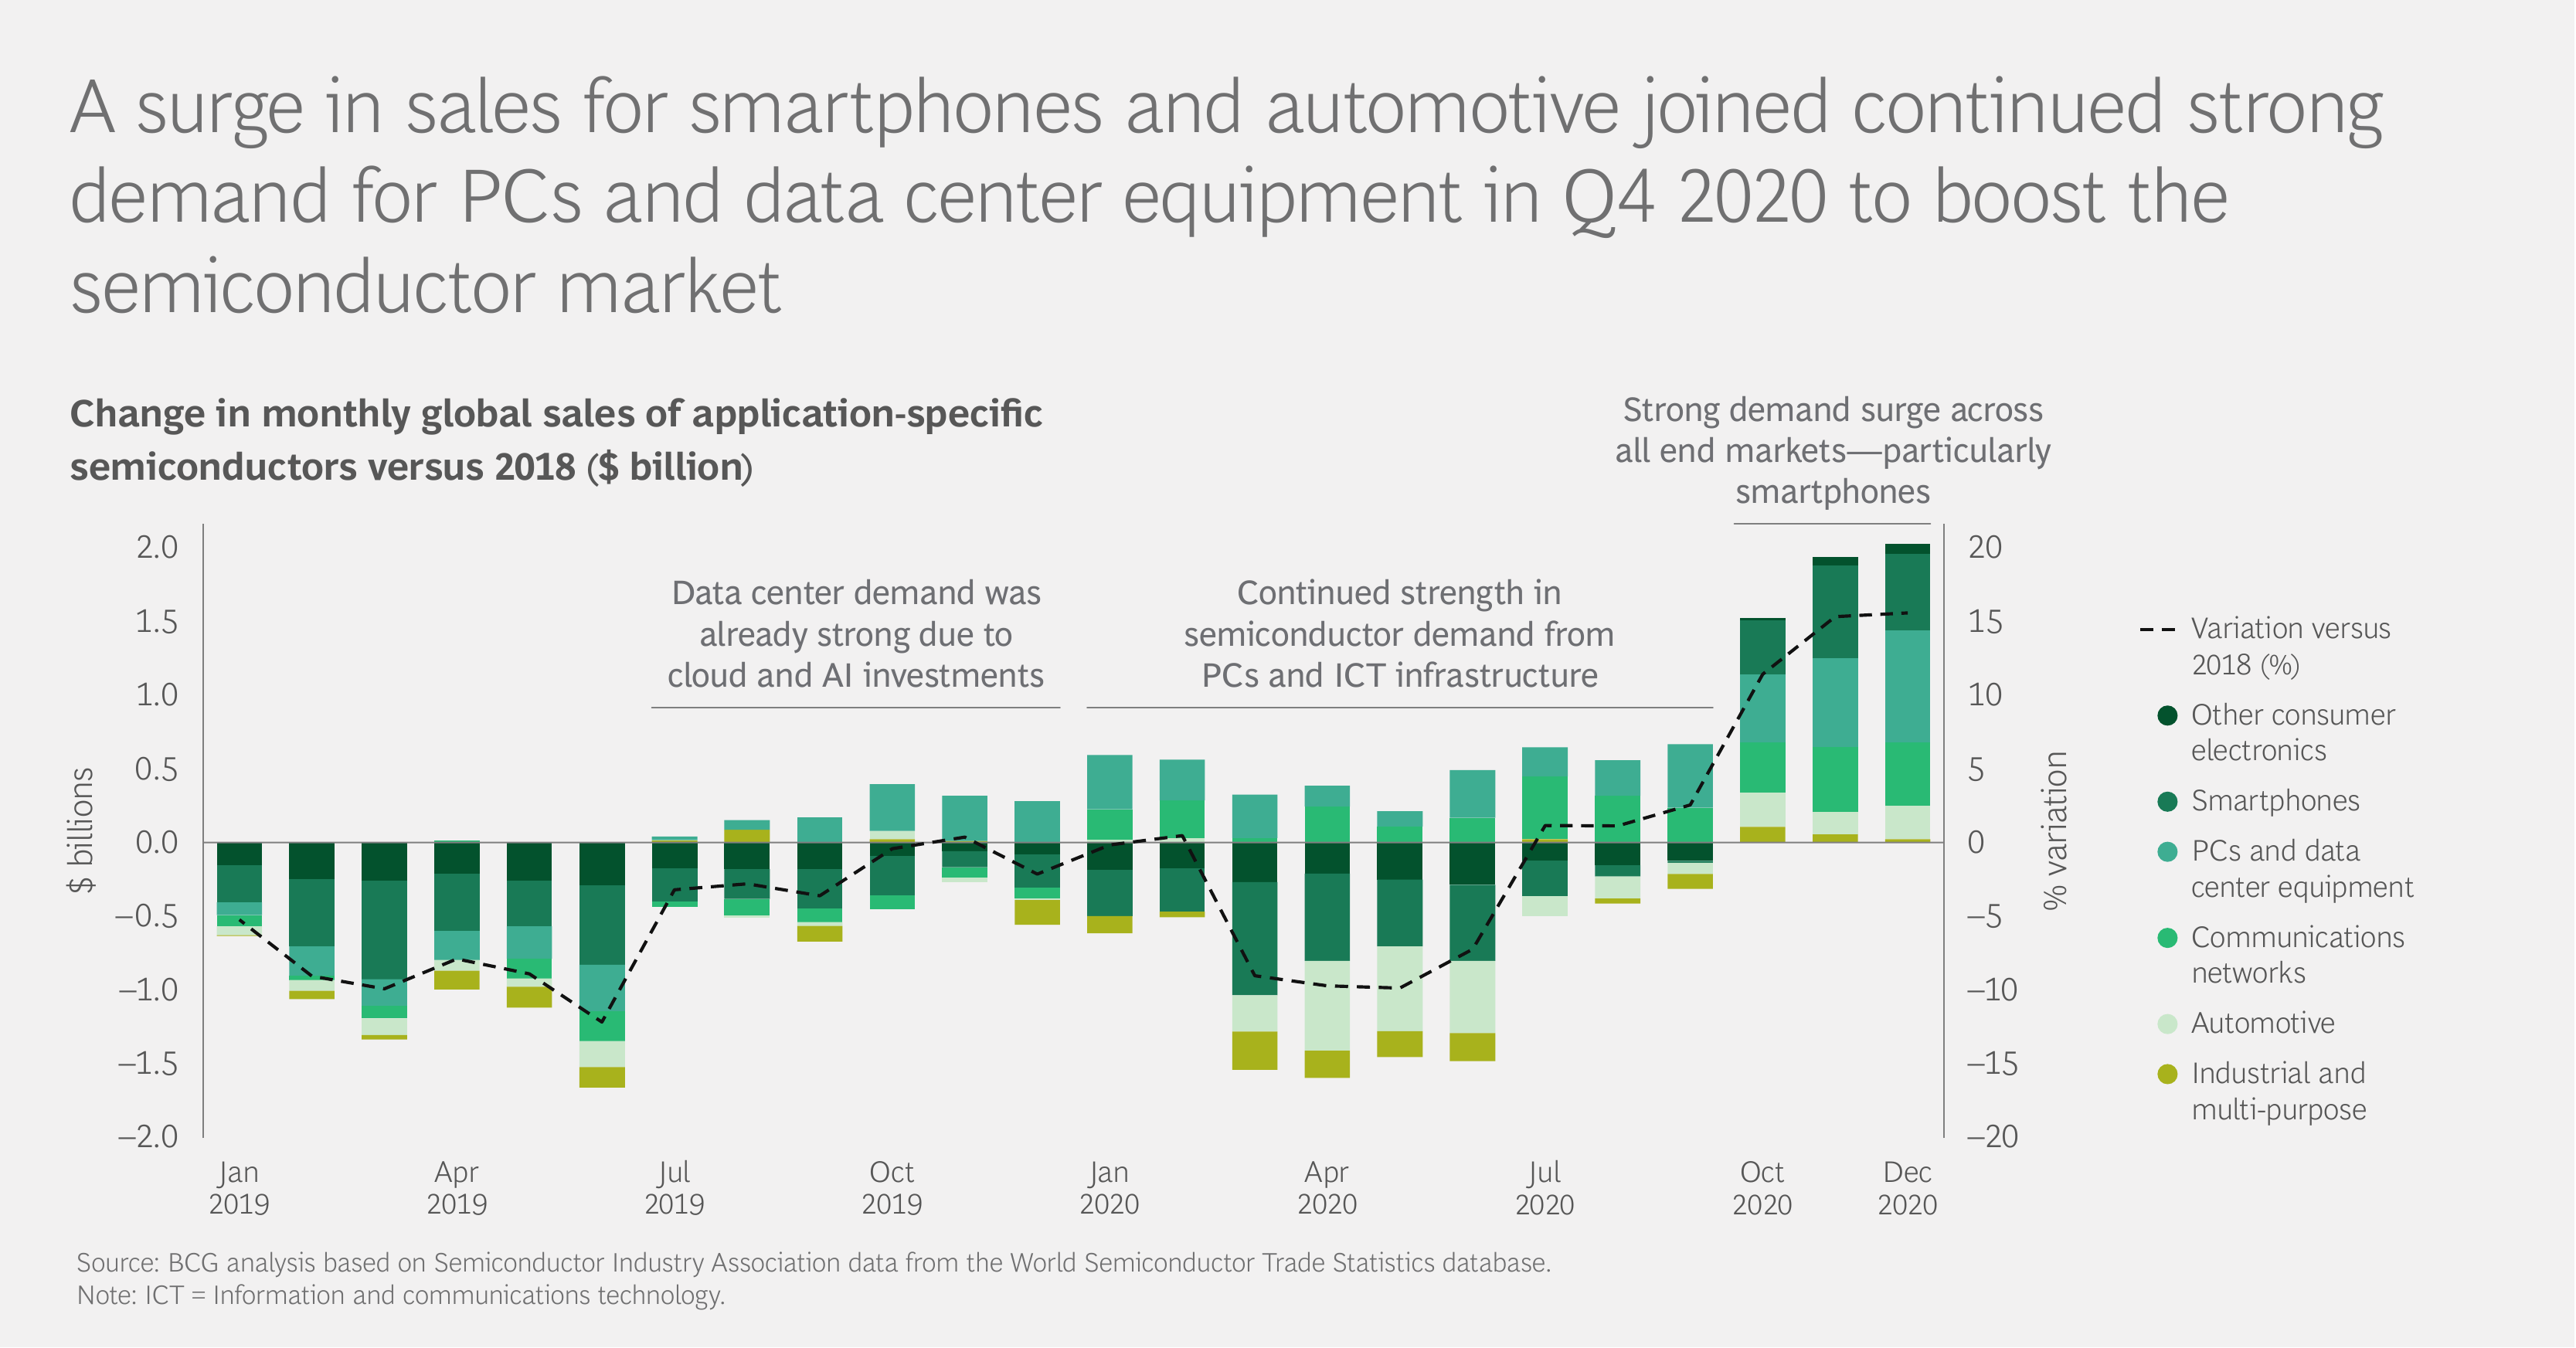 A surge in sales for smartphones and automotive joined continued strong
demand for PCs and data center equipment in Q4 2020 to boost the
semiconductor market
Change in monthly global sales of application-specific
semiconductors versus 2018 ($ billion)
Strong demand surge across
all end markets—particularly
smartphones
Data center demand was
already strong due to
cloud and AI investments
Continued strength in
semiconductor demand from
PCs and ICT infrastructure
$ billions
2.0
1.5
1.0
0.5
0.0
–0.5
–1.0
–1.5
–2.0
20
15
10
5
0
–5
–10
–15
–20
% variation
Jan
2019
Apr
2019
Jul
2019
Oct
2019
Jan
2020
Apr
2020
Jul
2020
Oct
2020
Dec
2020
Variation versus
2018 (%)
Other consumer
electronics
Smartphones
PCs and data
center equipment
Communications
networks
Automotive
Industrial and
multi-purpose
Source: BCG analysis based on Semiconductor Industry Association data from the World Semiconductor Trade Statistics database.
Note: ICT = Information and communications technology.